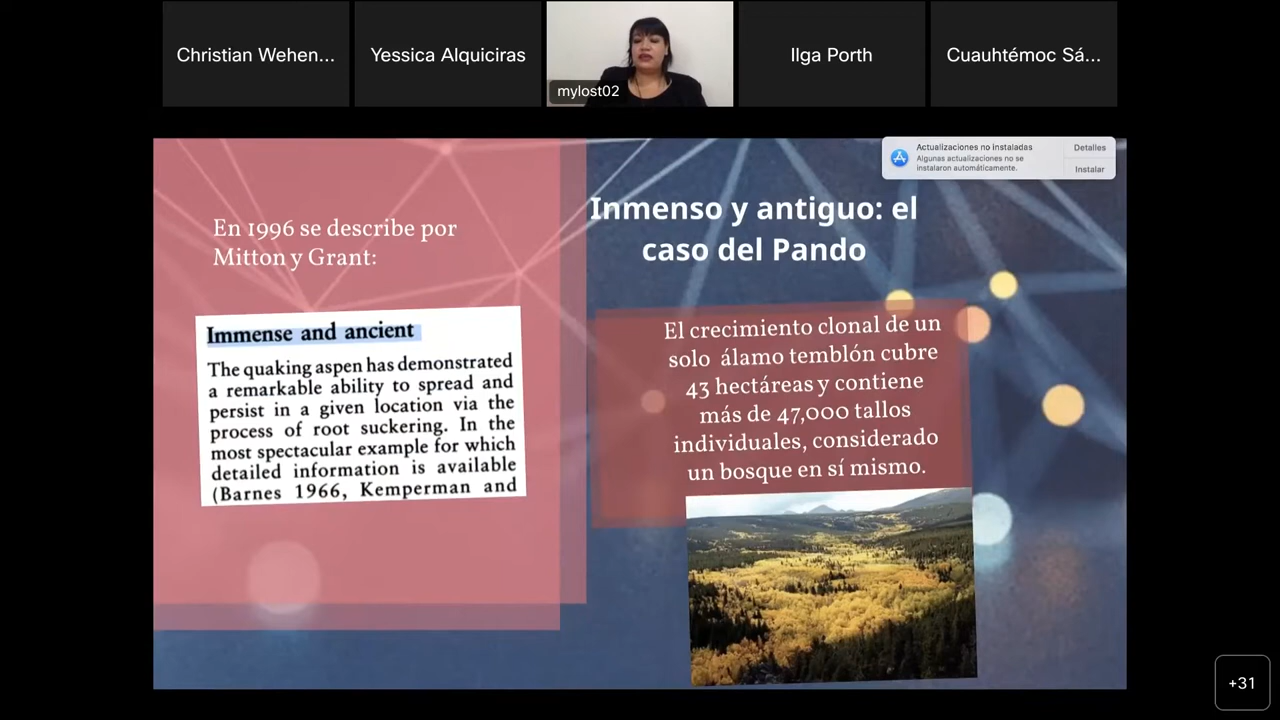 Christian Wehen...
Yessica Alquiciras
mylost02
Ilga Porth
Cuauhtémoc Sá...
Actualizaciones no instaladas
Algunas actualizaciones no se
instalaron automáticamente.
Detalles
Instalar
En 1996 se describe por
Mitton y Grant:
Immense and ancient
The quaking aspen has demonstrated
a remarkable ability to spread and
persist in a given location via the
process of root suckering. In the
most spectacular example for which
detailed information is available
(Barnes 1966, Kemperman and
Inmenso y antiguo: el
caso del Pando
El crecimiento clonal de un
solo álamo temblón cubre
43 hectáreas y contiene
más de 47,000 tallos
individuales, considerado
un bosque en sí mismo.
+31